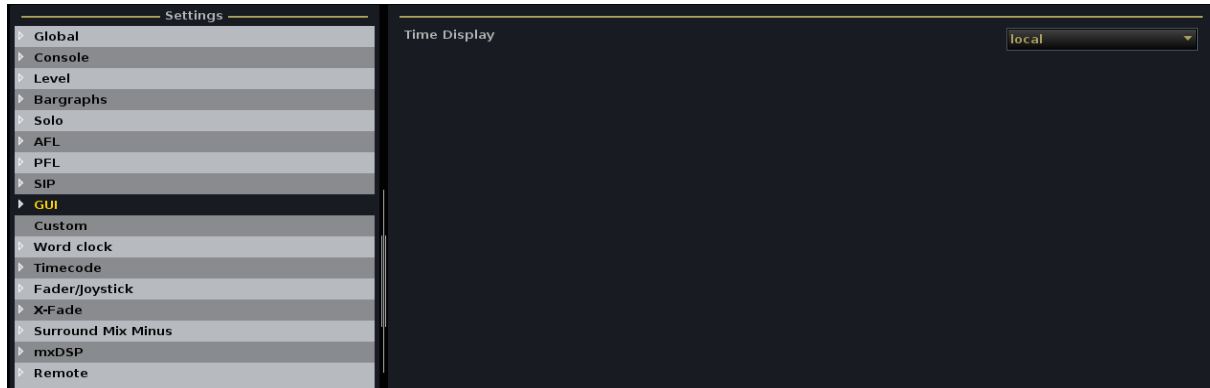 Settings
Global
Console
Level
Bargraphs
Solo
AFL
PFL
SIP
GUI
Custom
Word clock
Timecode
Fader/Joystick
X-Fade
Surround Mix Minus
mxDSP
Remote
Time Display
local